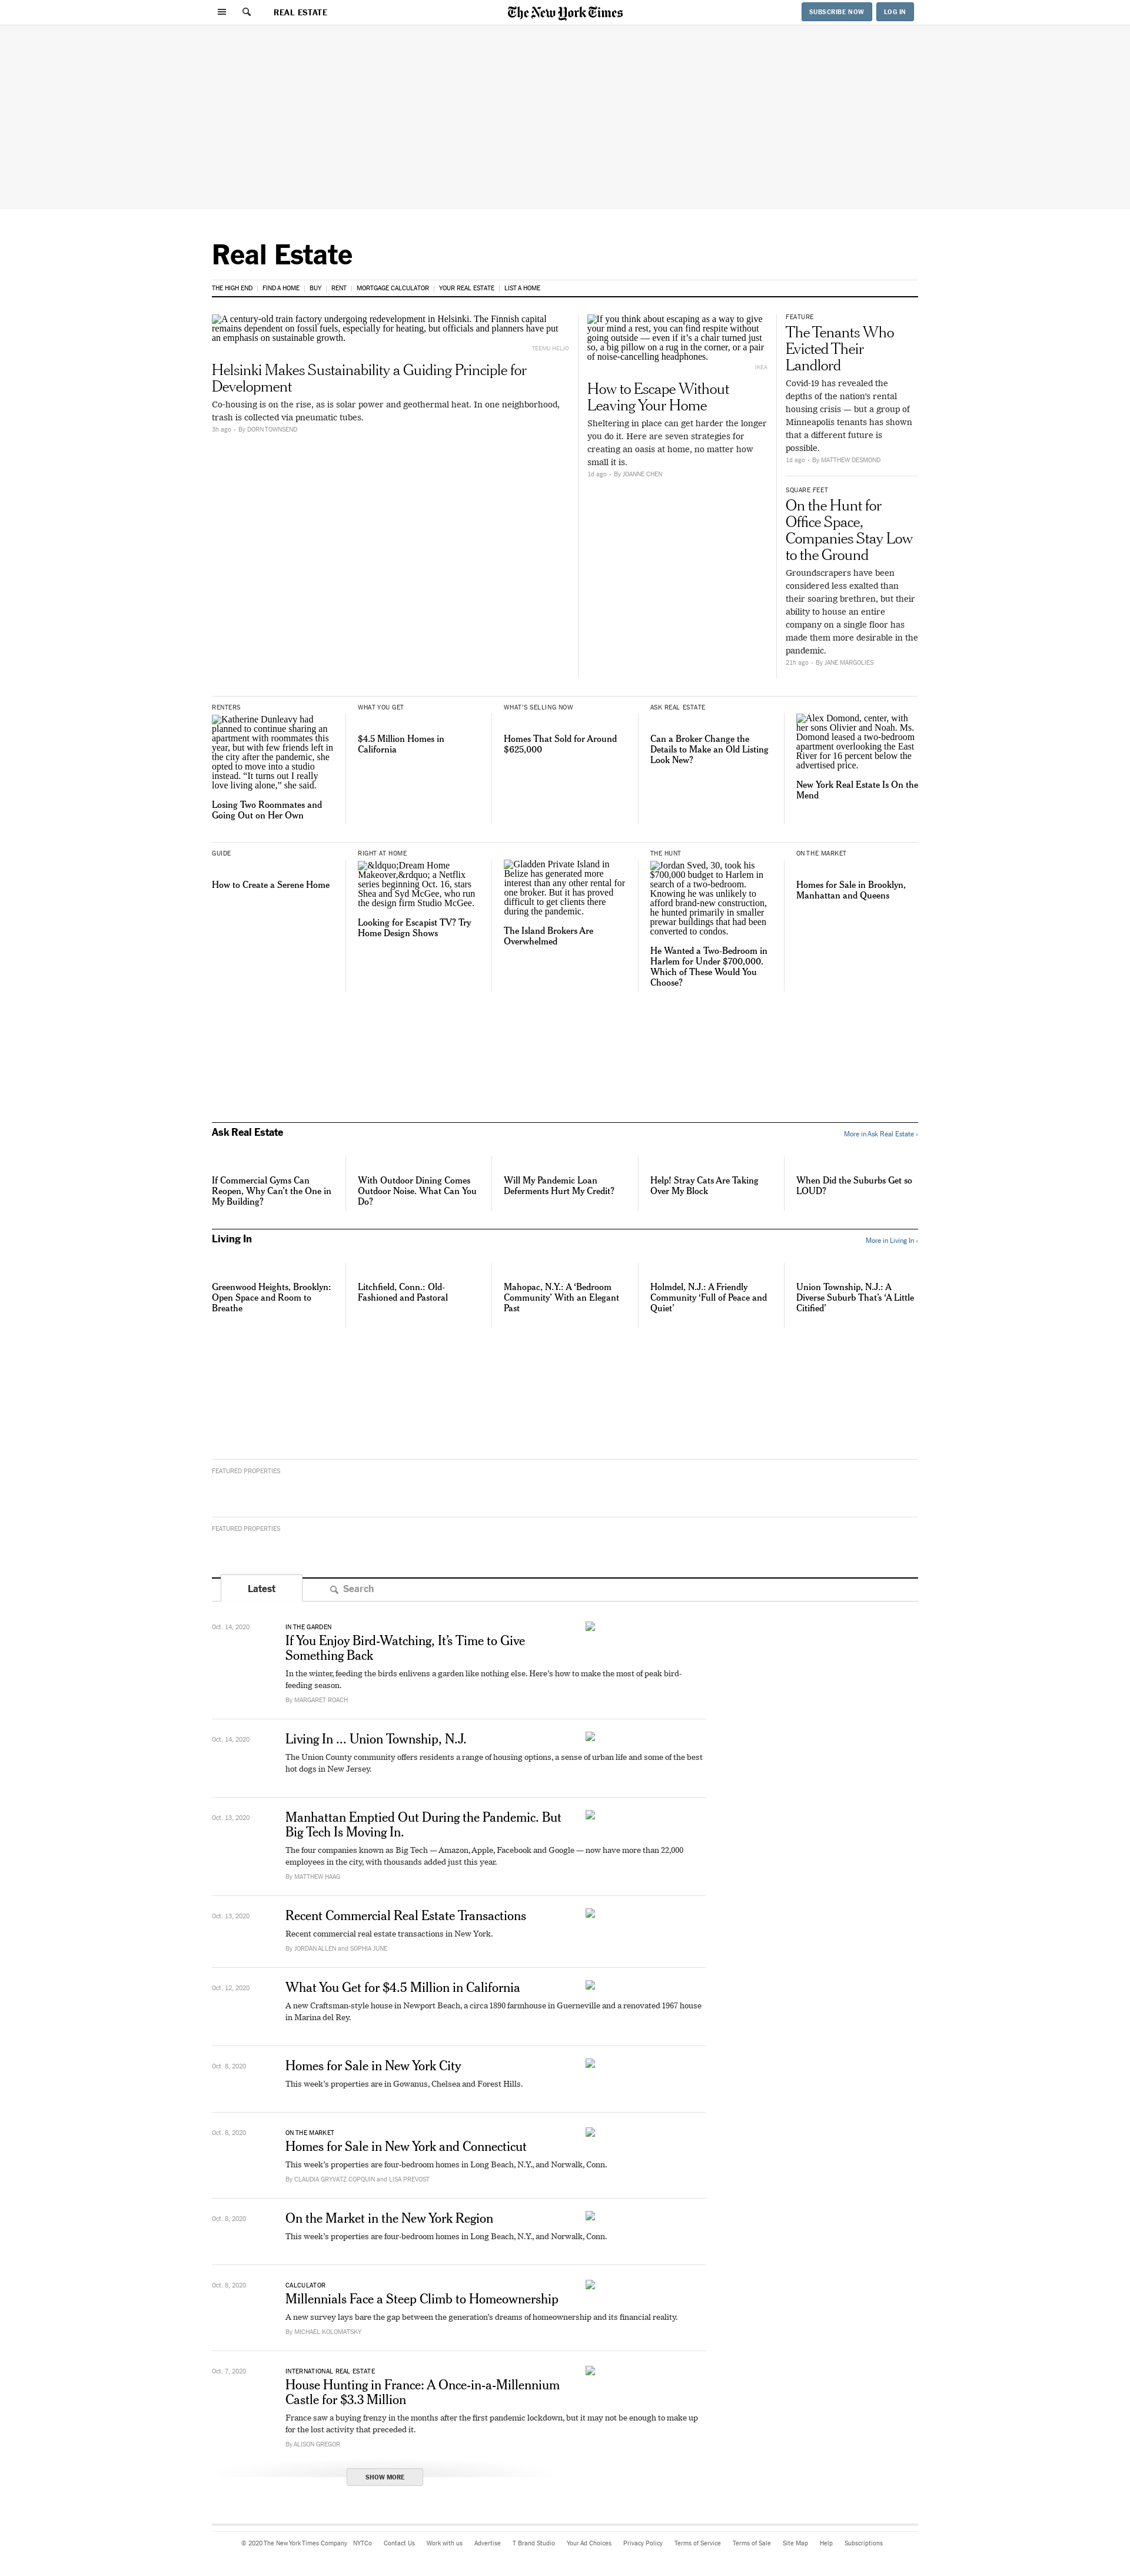 REAL ESTATE
The New York Times
SUBSCRIBE NOW
LOG IN
Real Estate
THE HIGH END
FIND A HOME
BUY
RENT
MORTGAGE CALCULATOR
YOUR REAL ESTATE
LIST A HOME
A century-old train factory undergoing redevelopment in Helsinki. The Finnish capital
remains dependent on fossil fuels, especially for heating, but officials and planners have put
an emphasis on sustainable growth.
TEEMU HELJO
Helsinki Makes Sustainability a Guiding Principle for
Development
Co-housing is on the rise, as is solar power and geothermal heat. In one neighborhood,
trash is collected via pneumatic tubes.
3h ago · By DORN TOWNSEND
If you think about escaping as a way to give
your mind a rest, you can find respite without
going outside — even if it's a chair turned just
so, a big pillow on a rug in the corner, or a pair
of noise-cancelling headphones.
IKEA
How to Escape Without
Leaving Your Home
Sheltering in place can get harder the longer
you do it. Here are seven strategies for
creating an oasis at home, no matter how
small it is.
1d ago · By JOANNE CHEN
FEATURE
The Tenants Who
Evicted Their
Landlord
Covid-19 has revealed the
depths of the nation's rental
housing crisis — but a group of
Minneapolis tenants has shown
that a different future is
possible.
1d ago · By MATTHEW DESMOND
SQUARE FEET
On the Hunt for
Office Space,
Companies Stay Low
to the Ground
Groundscrapers have been
considered less exalted than
their soaring brethren, but their
ability to house an entire
company on a single floor has
made them more desirable in the
pandemic.
21h ago · By JANE MARGOLIES
RENTERS
Katherine Dunleavy had
planned to continue sharing an
apartment with roommates this
year, but with few friends left in
the city after the pandemic, she
opted to move into a studio
instead. “It turns out I really
love living alone,” she said.
Losing Two Roommates and
Going Out on Her Own
WHAT YOU GET
$4.5 Million Homes in
California
WHAT'S SELLING NOW
Homes That Sold for Around
$625,000
ASK REAL ESTATE
Can a Broker Change the
Details to Make an Old Listing
Look New?
Alex Domond, center, with
her sons Olivier and Noah. Ms.
Domond leased a two-bedroom
apartment overlooking the East
River for 16 percent below the
advertised price.
New York Real Estate Is On the
Mend
GUIDE
How to Create a Serene Home
RIGHT AT HOME
&ldquo;Dream Home
Makeover,&rdquo; a Netflix
series beginning Oct. 16, stars
Shea and Syd McGee, who run
the design firm Studio McGee.
Looking for Escapist TV? Try
Home Design Shows
Gladden Private Island in
Belize has generated more
interest than any other rental for
one broker. But it has proved
difficult to get clients there
during the pandemic.
The Island Brokers Are
Overwhelmed
THE HUNT
Jordan Sved, 30, took his
$700,000 budget to Harlem in
search of a two-bedroom.
Knowing he was unlikely to
afford brand-new construction,
he hunted primarily in smaller
prewar buildings that had been
converted to condos.
He Wanted a Two-Bedroom in
Harlem for Under $700,000.
Which of These Would You
Choose?
ON THE MARKET
Homes for Sale in Brooklyn,
Manhattan and Queens
Ask Real Estate
More in Ask Real Estate ›
If Commercial Gyms Can
Reopen, Why Can't the One in
My Building?
With Outdoor Dining Comes
Outdoor Noise. What Can You
Do?
Will My Pandemic Loan
Deferments Hurt My Credit?
Help! Stray Cats Are Taking
Over My Block
When Did the Suburbs Get so
LOUD?
Living In
More in Living In ›
Greenwood Heights, Brooklyn:
Open Space and Room to
Breathe
Litchfield, Conn.: Old-
Fashioned and Pastoral
Mahopac, N.Y.: A ‘Bedroom
Community’ With an Elegant
Past
Holmdel, N.J.: A Friendly
Community ‘Full of Peace and
Quiet’
Union Township, N.J.: A
Diverse Suburb That's ‘A Little
Citified’
FEATURED PROPERTIES
FEATURED PROPERTIES
Latest
Search
Oct. 14, 2020
IN THE GARDEN
If You Enjoy Bird-Watching, It's Time to Give
Something Back
In the winter, feeding the birds enlivens a garden like nothing else. Here's how to make the most of peak bird-
feeding season.
By MARGARET ROACH
Oct. 14, 2020
Living In ... Union Township, N.J.
The Union County community offers residents a range of housing options, a sense of urban life and some of the best
hot dogs in New Jersey.
Oct. 13, 2020
Manhattan Emptied Out During the Pandemic. But
Big Tech Is Moving In.
The four companies known as Big Tech — Amazon, Apple, Facebook and Google — now have more than 22,000
employees in the city, with thousands added just this year.
By MATTHEW HAAG
Oct. 13, 2020
Recent Commercial Real Estate Transactions
Recent commercial real estate transactions in New York.
By JORDAN ALLEN and SOPHIA JUNE
Oct. 12, 2020
What You Get for $4.5 Million in California
A new Craftsman-style house in Newport Beach, a circa 1890 farmhouse in Guerneville and a renovated 1967 house
in Marina del Rey.
Oct. 8, 2020
Homes for Sale in New York City
This week's properties are in Gowanus, Chelsea and Forest Hills.
Oct. 8, 2020
ON THE MARKET
Homes for Sale in New York and Connecticut
This week's properties are four-bedroom homes in Long Beach, N.Y., and Norwalk, Conn.
By CLAUDIA GRYVATZ COPQUIN and LISA PREVOST
Oct. 8, 2020
On the Market in the New York Region
This week's properties are four-bedroom homes in Long Beach, N.Y., and Norwalk, Conn.
Oct. 8, 2020
CALCULATOR
Millennials Face a Steep Climb to Homeownership
A new survey lays bare the gap between the generation's dreams of homeownership and its financial reality.
By MICHAEL KOLOMATSKY
Oct. 7, 2020
INTERNATIONAL REAL ESTATE
House Hunting in France: A Once-in-a-Millennium
Castle for $3.3 Million
France saw a buying frenzy in the months after the first pandemic lockdown, but it may not be enough to make up
for the lost activity that preceded it.
By ALISON GREGOR
SHOW MORE
© 2020 The New York Times Company
NYTCo
Contact Us
Work with us
Advertise
T Brand Studio
Your Ad Choices
Privacy Policy
Terms of Service
Terms of Sale
Site Map
Help
Subscriptions